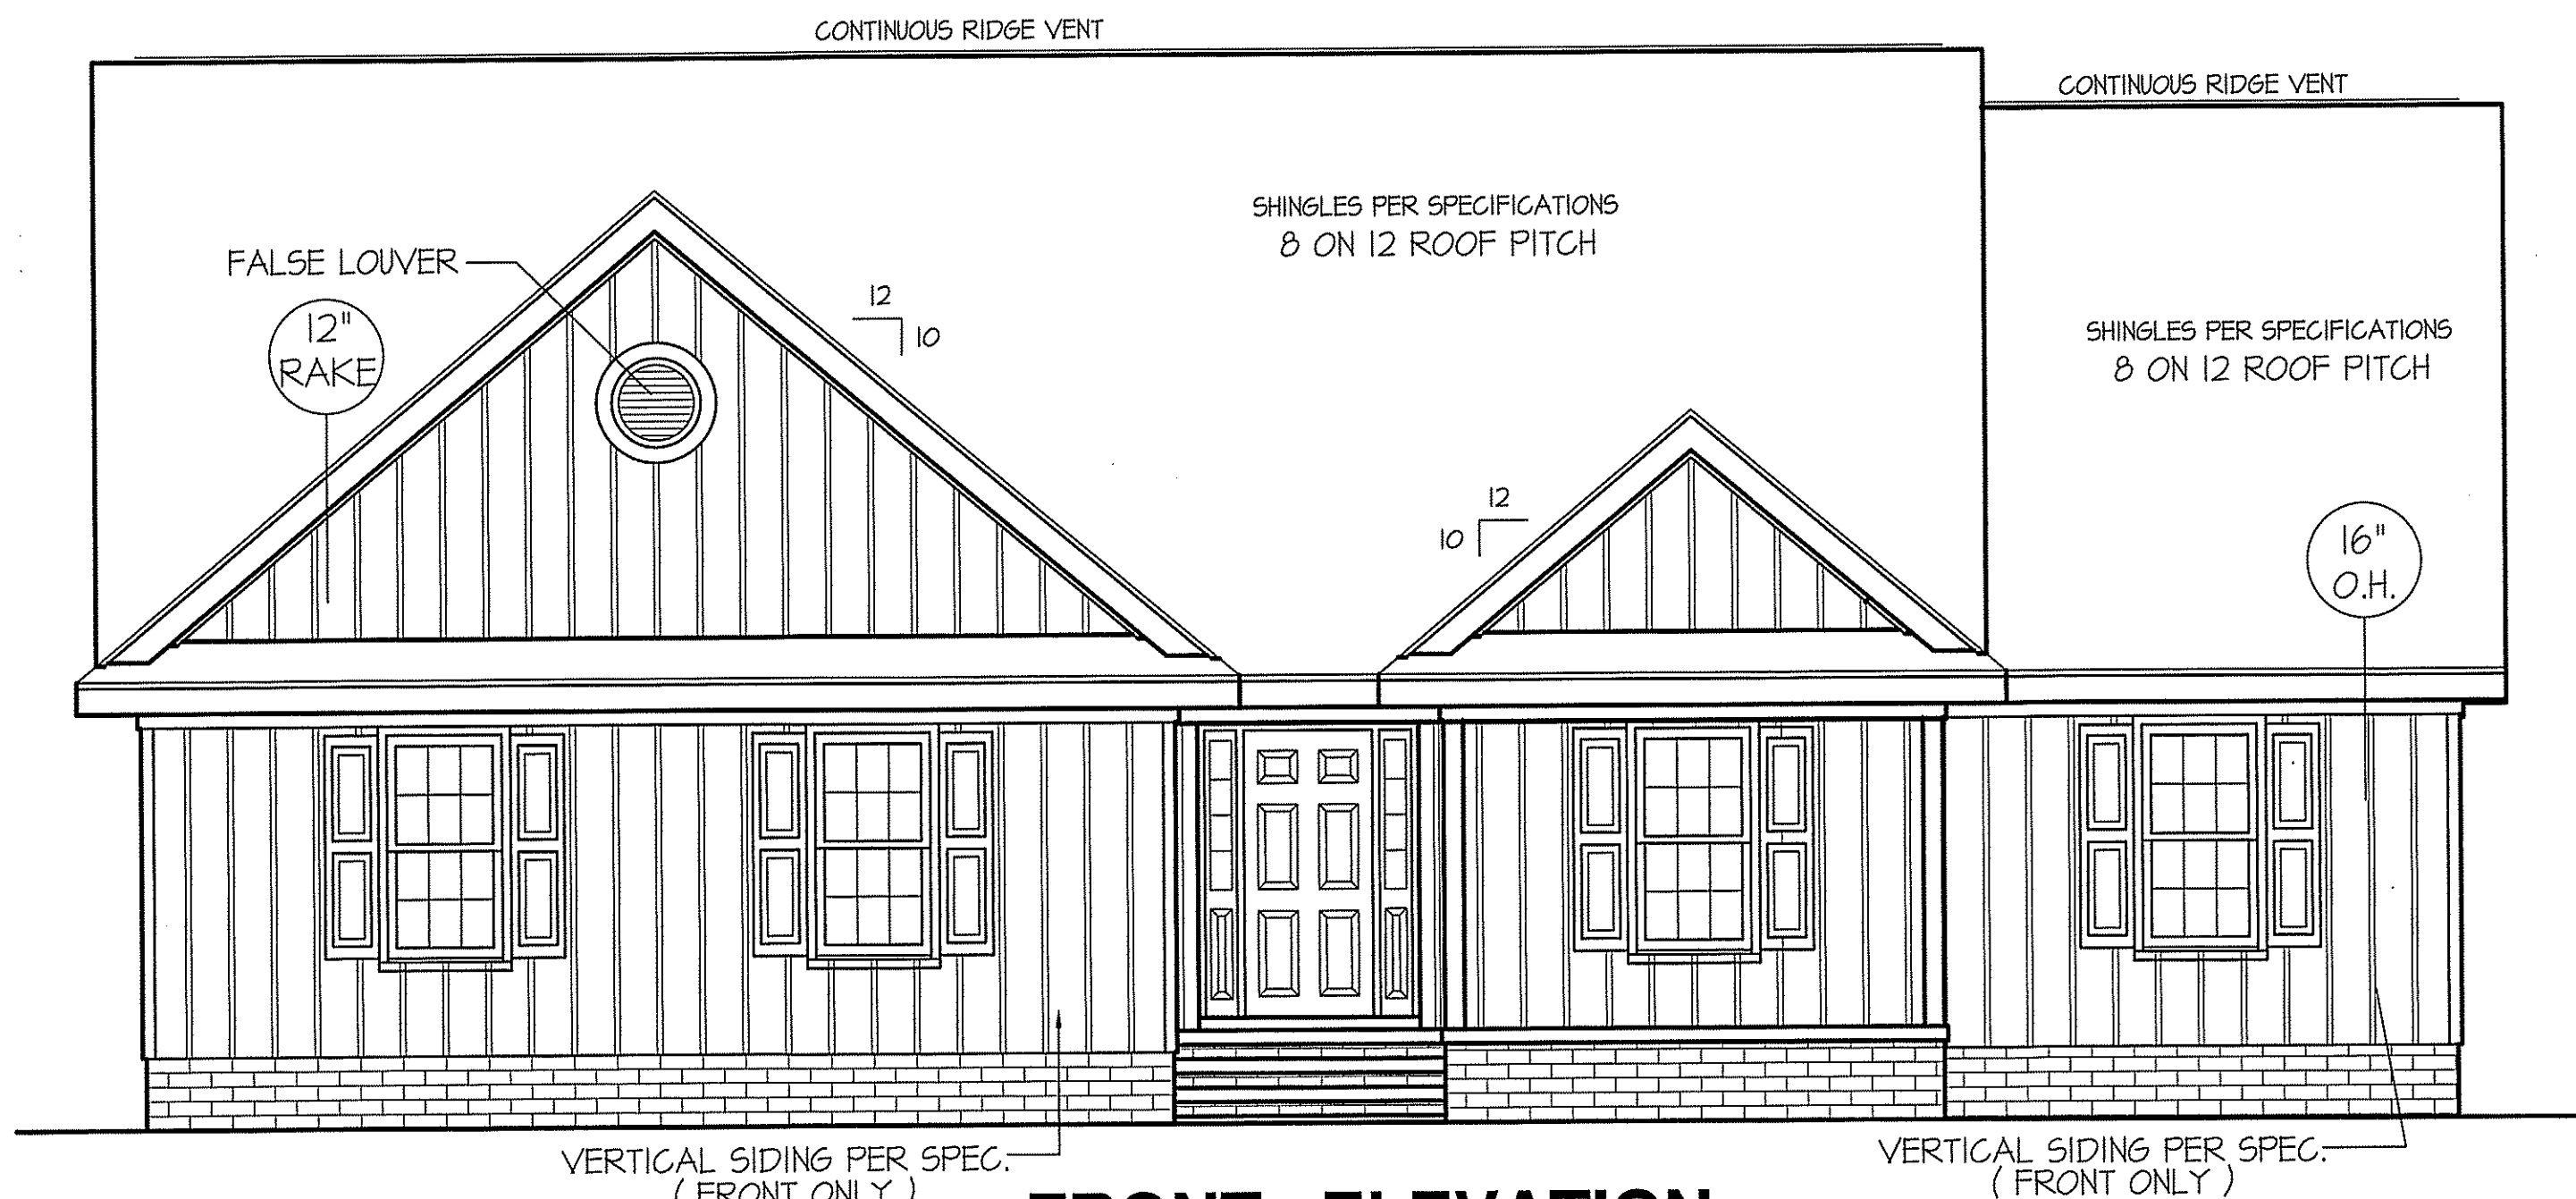 CONTINUOUS RIDGE VENT
CONTINUOUS RIDGE VENT
SHINGLES PER SPECIFICATIONS
8 ON 12 ROOF PITCH
FALSE LOUVER
12"
RAKE
12
10
SHINGLES PER SPECIFICATIONS
8 ON 12 ROOF PITCH
12
10
16"
O.H.
VERTICAL SIDING PER SPEC.
( FRONT ONLY )
VERTICAL SIDING PER SPEC.
( FRONT ONLY )
FRONT ELEVATION